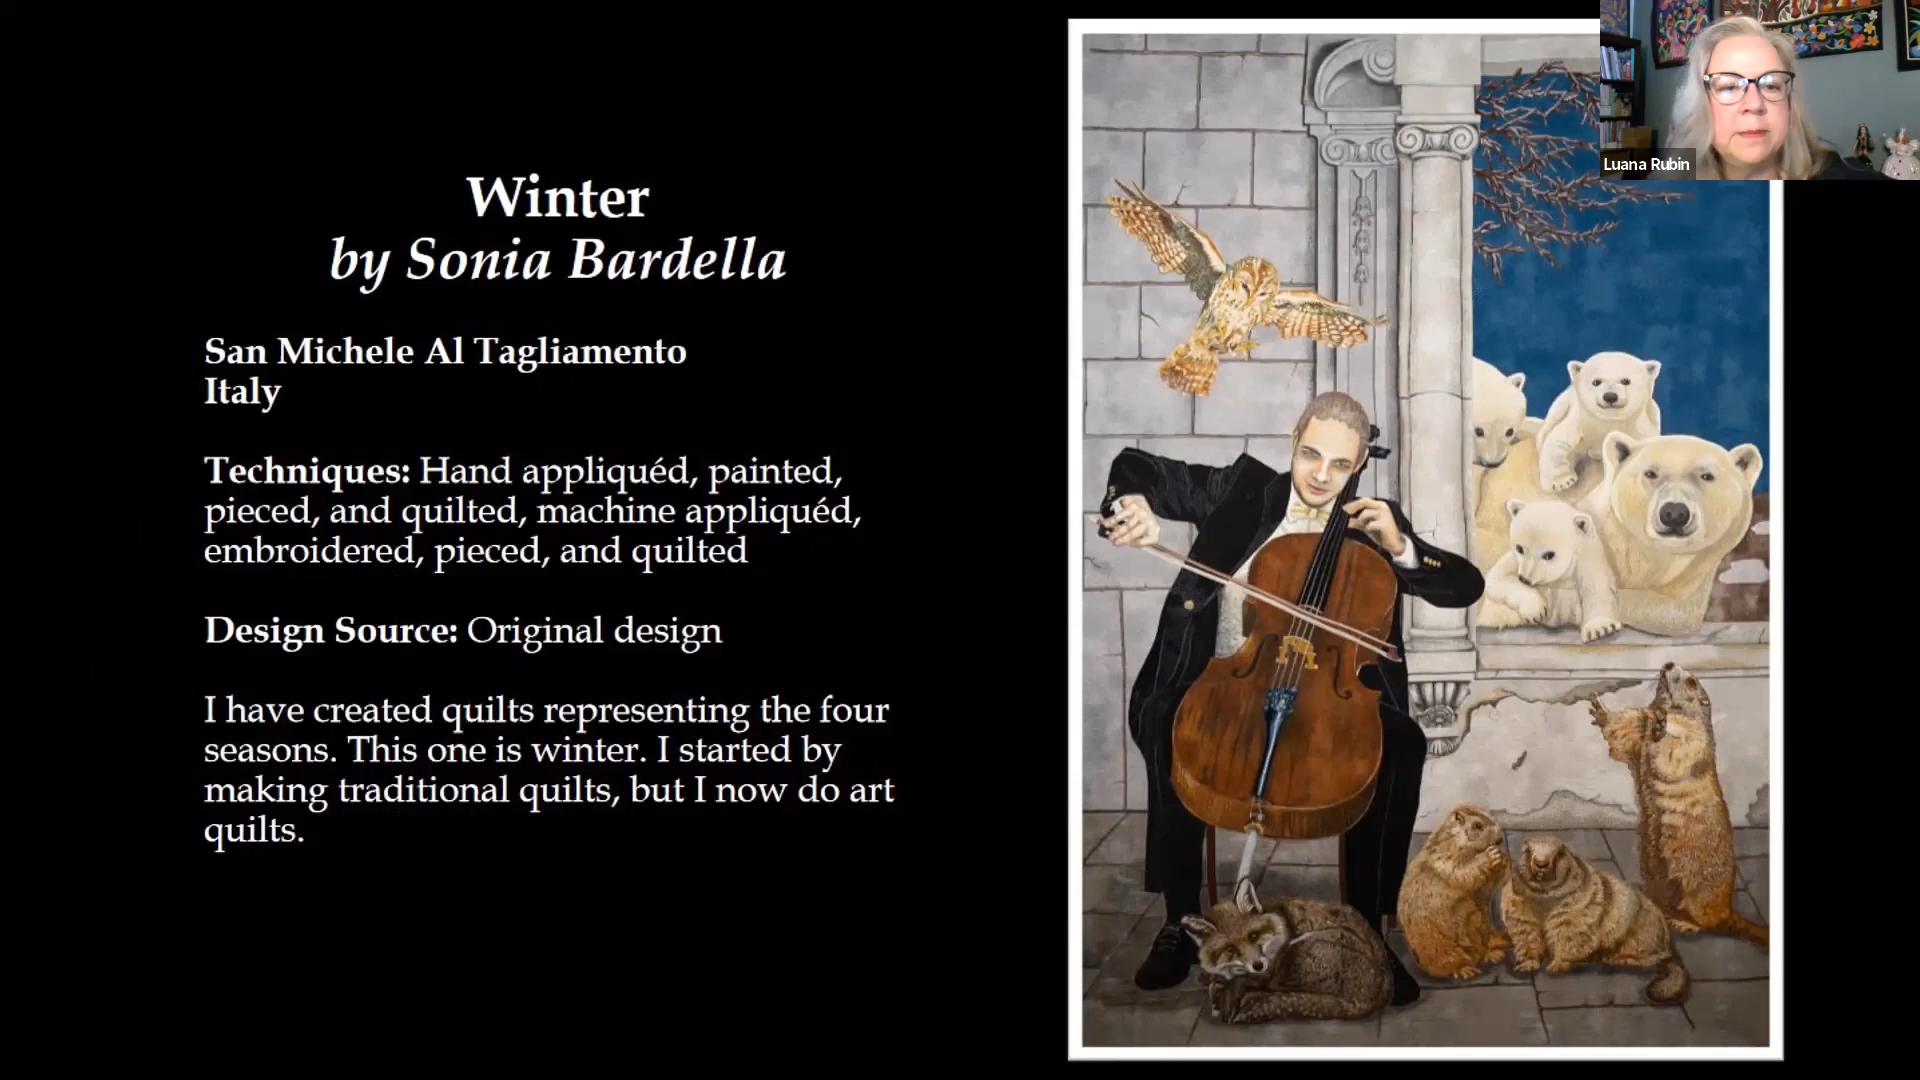 Winter
by Sonia Bardella
San Michele Al Tagliamento
Italy
Techniques: Hand appliquéd, painted,
pieced, and quilted, machine appliquéd,
embroidered, pieced, and quilted
Design Source: Original design
I have created quilts representing the four
seasons. This one is winter. I started by
making traditional quilts, but I now do art
quilts.
Luana Rubin